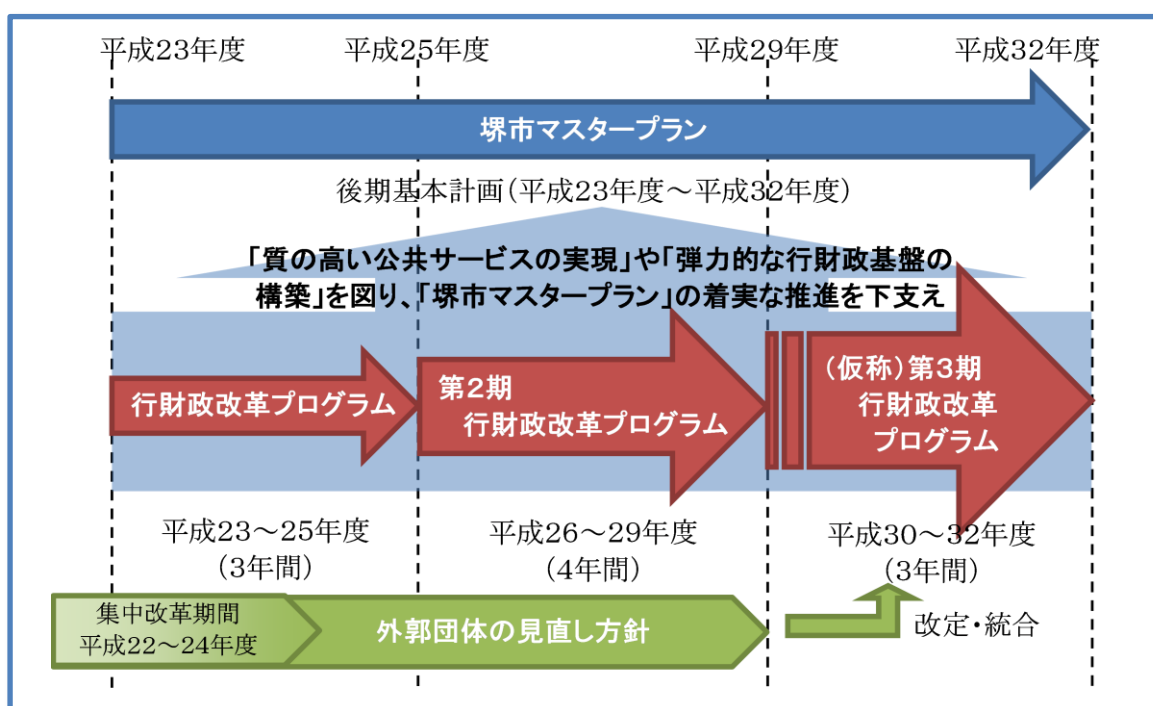 平成23年度
平成25年度
平成29年度
平成32年度
堺市マスタープラン
後期基本計画(平成23年度～平成32年度)
「質の高い公共サービスの実現」や「弾力的な行財政基盤の
構築」を図り、「堺市マスタープラン」の着実な推進を下支え
行財政改革プログラム
第2期
行財政改革プログラム
(仮称)第3期
行財政改革
プログラム
平成23～25年度
(3年間)
平成26～29年度
(4年間)
平成30～32年度
(3年間)
集中改革期間
平成22～24年度
外郭団体の見直し方針
改定・統合